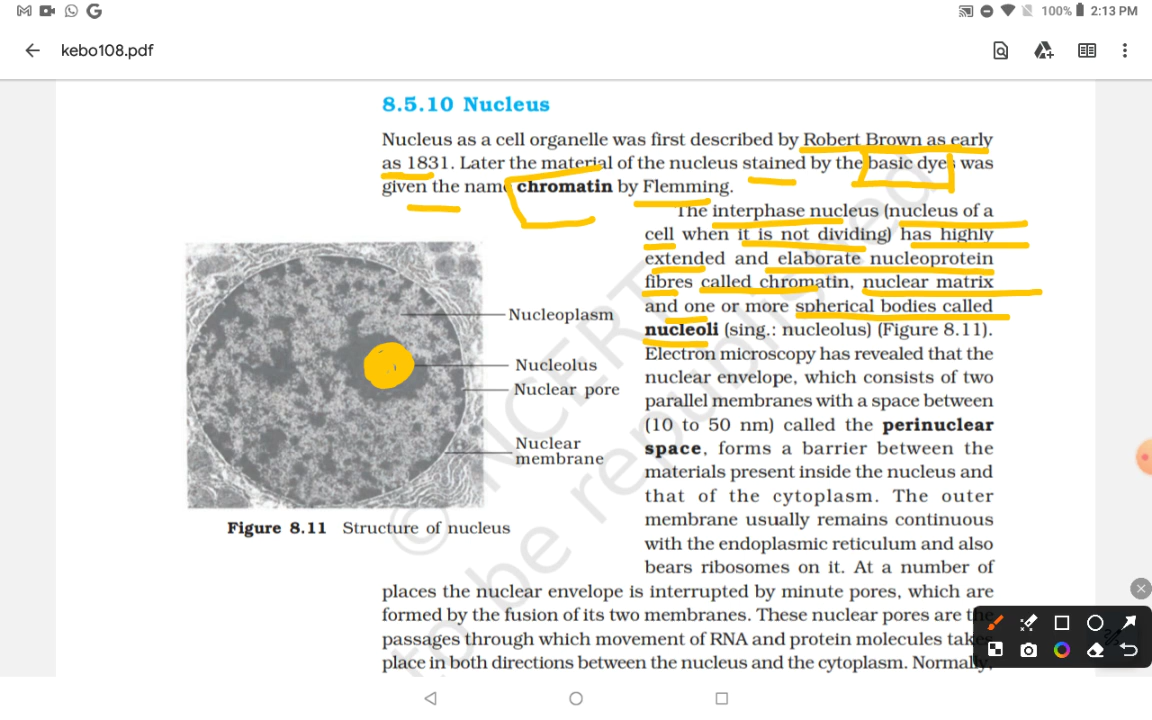 100% 2:13 PM
kebo108.pdf
8.5.10 Nucleus
Nucleus as a cell organelle was first described by Robert Brown as early
as 1831. Later the material of the nucleus stained by the basic dyes was
given the name chromatin by Flemming.
The interphase nucleus (nucleus of a
cell when it is not dividing) has highly
extended and elaborate nucleoprotein
fibres called chromatin, nuclear matrix
and one or more spherical bodies called
nucleoli (sing.: nucleolus) (Figure 8.11).
Electron microscopy has revealed that the
nuclear envelope, which consists of two
parallel membranes with a space between
(10 to 50 nm) called the perinuclear
space, forms a barrier between the
materials present inside the nucleus and
that of the cytoplasm. The outer
membrane usually remains continuous
with the endoplasmic reticulum and also
bears ribosomes on it. At a number of
places the nuclear envelope is interrupted by minute pores, which are
formed by the fusion of its two membranes. These nuclear pores are the
passages through which movement of RNA and protein molecules takes
place in both directions between the nucleus and the cytoplasm. Normally,
Nucleoplasm
Nucleolus
Nuclear pore
Nuclear
membrane
Figure 8.11 Structure of nucleus
© NCERT
to be republished